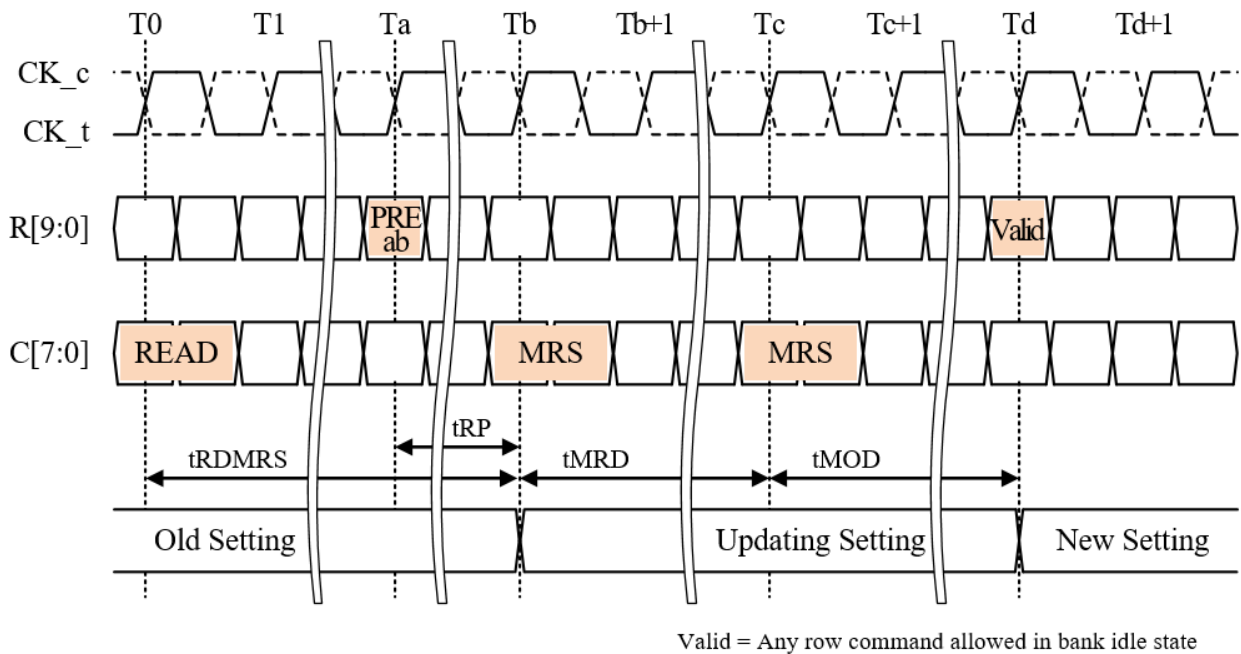 T0 T1 Ta Tb Tb+1 Tc Tc+1 Td Td+1
CK_c
CK_t
R[9:0] PRE Valid
ab
C[7:0] READ MRS MRS
tRP
tRDMRS tMRD tMOD
Old Setting Updating Setting New Setting
Valid = Any row command allowed in bank idle state